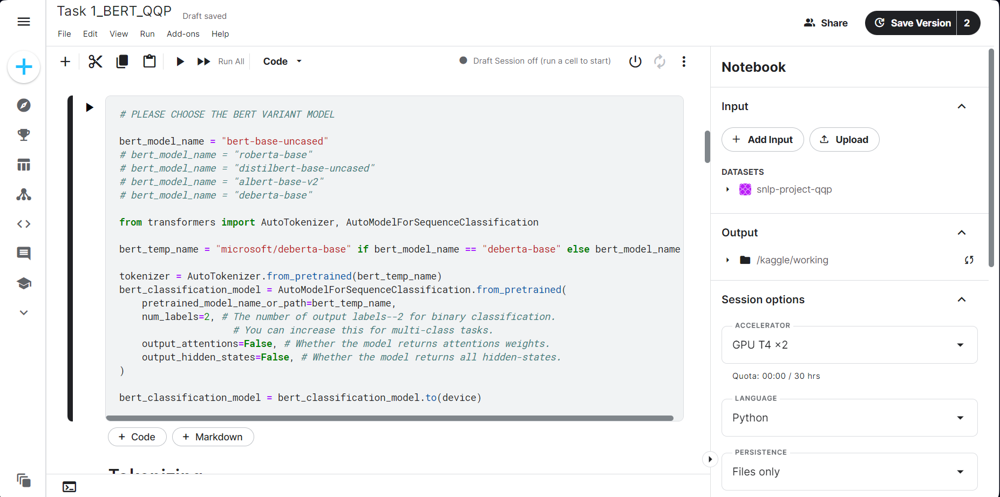 Task 1_BERT_QQP
Draft saved
File Edit View Run Add-ons Help
Share
Save Version 2
Run All
Code
Draft Session off (run a cell to start)
# PLEASE CHOOSE THE BERT VARIANT MODEL
bert_model_name = "bert-base-uncased"
# bert_model_name = "roberta-base"
# bert_model_name = "distilbert-base-uncased"
# bert_model_name = "albert-base-v2"
# bert_model_name = "deberta-base"
from transformers import AutoTokenizer, AutoModelForSequenceClassification
bert_temp_name = "microsoft/deberta-base" if bert_model_name == "deberta-base" else bert_model_name
tokenizer = AutoTokenizer.from_pretrained(bert_temp_name)
bert_classification_model = AutoModelForSequenceClassification.from_pretrained(
    pretrained_model_name_or_path=bert_temp_name,
    num_labels=2, # The number of output labels--2 for binary classification.
                    # You can increase this for multi-class tasks.
    output_attentions=False, # Whether the model returns attentions weights.
    output_hidden_states=False, # Whether the model returns all hidden-states.
)
bert_classification_model = bert_classification_model.to(device)
+ Code
+ Markdown
Tokenizing
Notebook
Input
+ Add Input
Upload
DATASETS
snlp-project-qqp
Output
/kaggle/working
Session options
ACCELERATOR
GPU T4 ×2
Quota: 00:00 / 30 hrs
LANGUAGE
Python
PERSISTENCE
Files only